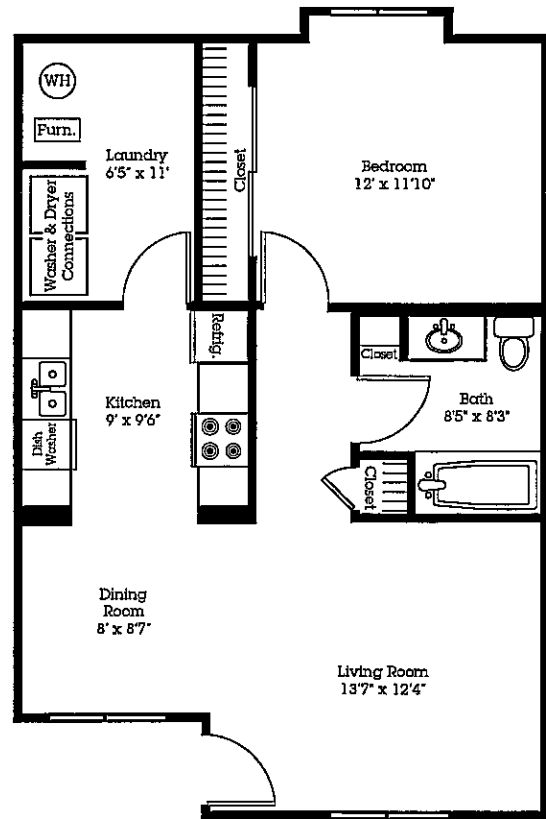 WH
Furn.
Laundry
6'5" x 11'
Washer & Dryer
Connections
Closet
Bedroom
12' x 11'10"
Refrig.
Closet
Kitchen
9' x 9'6"
Dish
Washer
Bath
8'5" x 8'3"
Closet
Dining
Room
8' x 8'7"
Living Room
13'7" x 12'4"